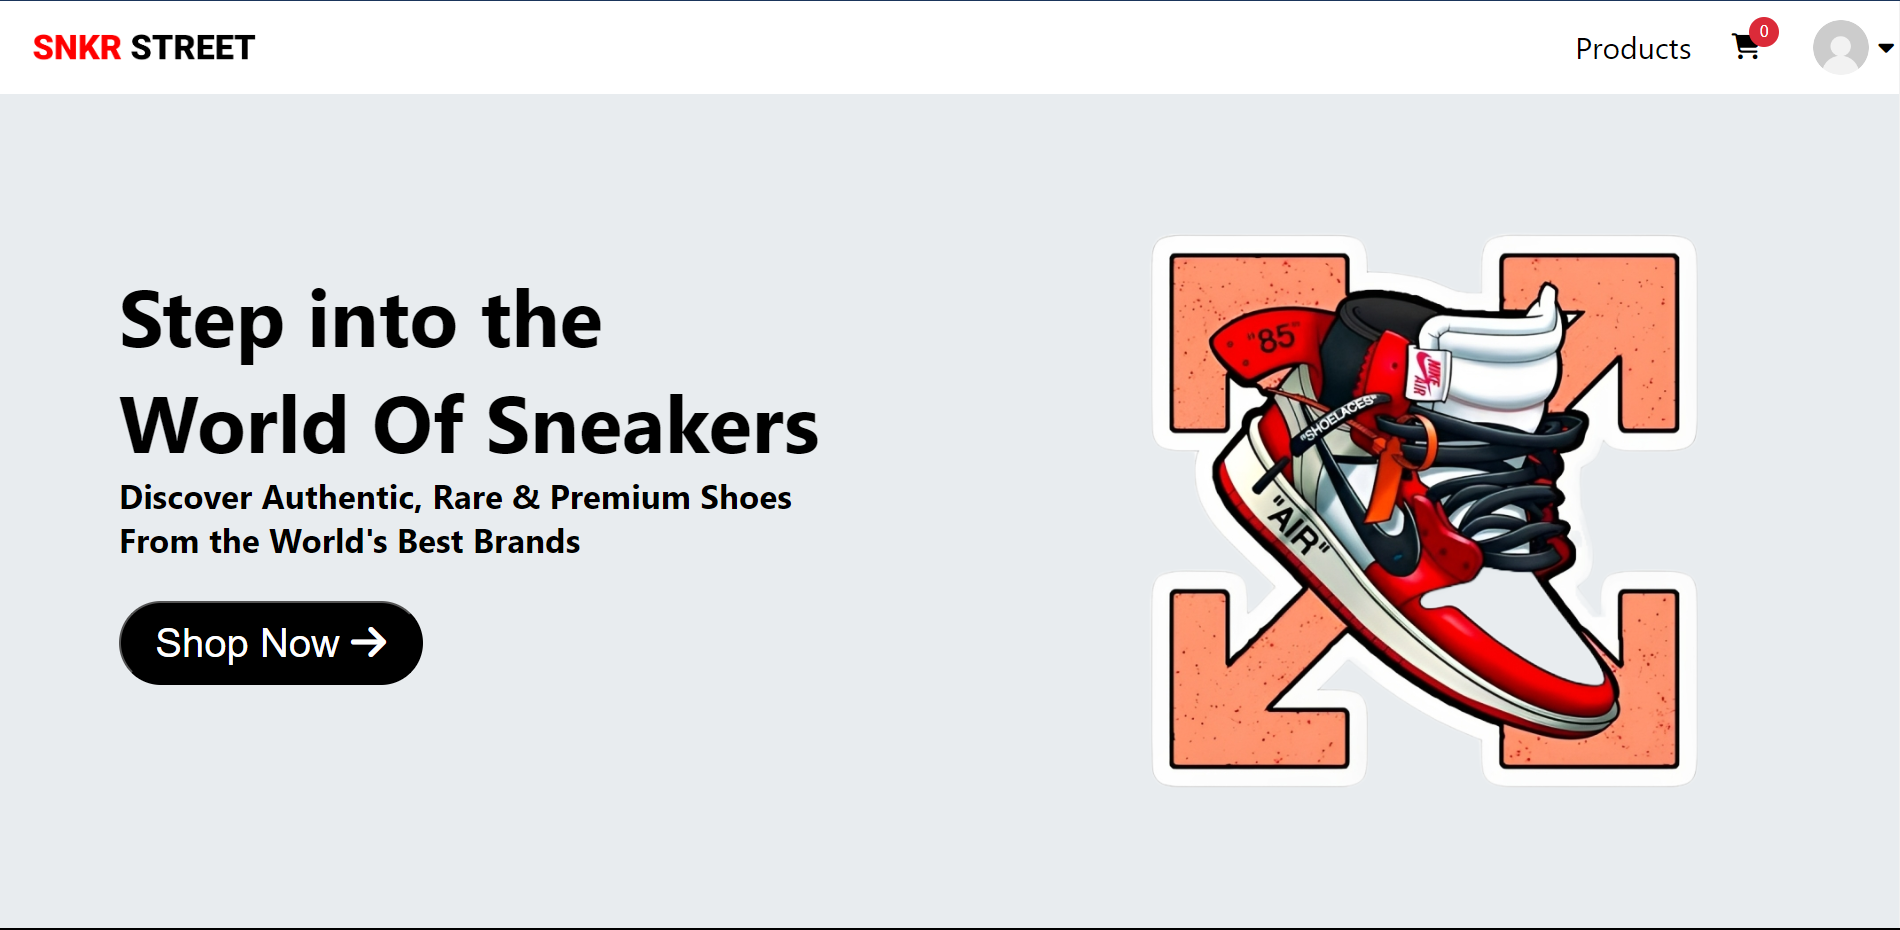 SNKR STREET
Products
0
Step into the
World Of Sneakers
Discover Authentic, Rare & Premium Shoes
From the World's Best Brands
Shop Now
"85"
NIKE
AIR
"SHOELACES"
"AIR"